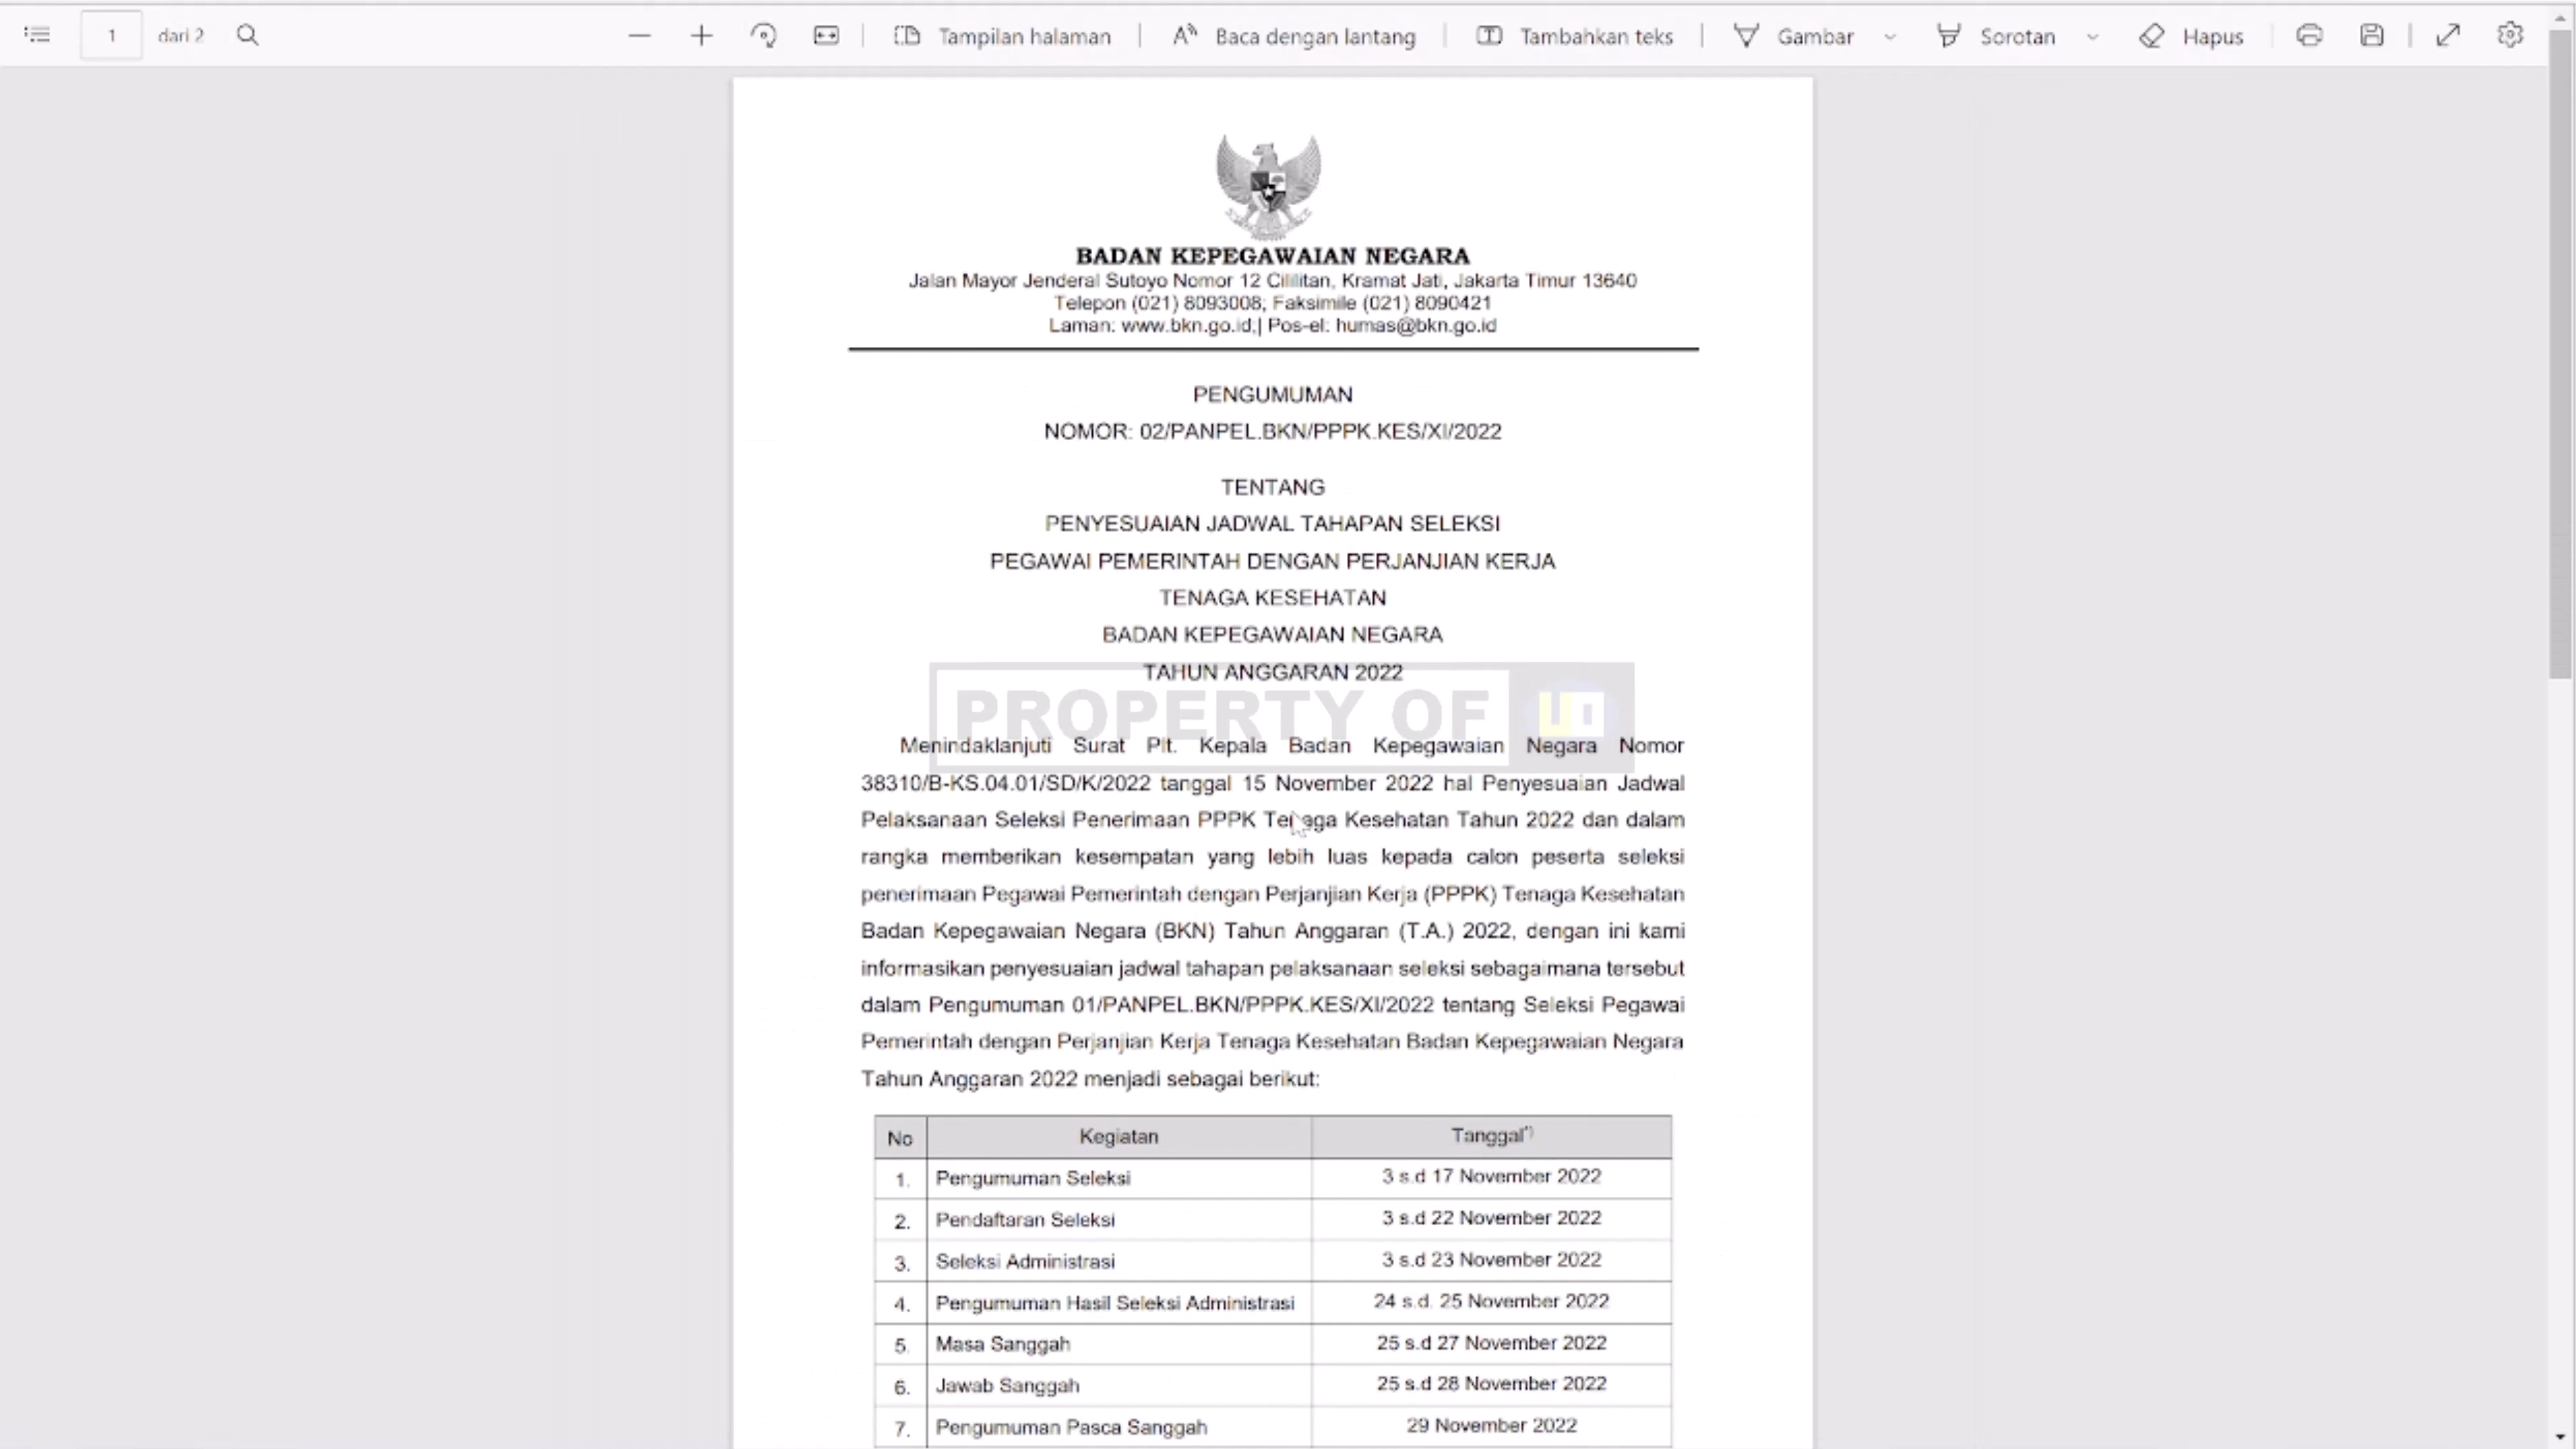 1 dari 2 Tampilan halaman Baca dengan lantang Tambahkan teks Gambar Sorotan Hapus
BADAN KEPEGAWAIAN NEGARA
Jalan Mayor Jenderal Sutoyo Nomor 12 Cililitan, Kramat Jati, Jakarta Timur 13640
Telepon (021) 8093008; Faksimile (021) 8090421
Laman: www.bkn.go.id,| Pos-el: humas@bkn.go.id
PENGUMUMAN
NOMOR: 02/PANPEL.BKN/PPPK.KES/XI/2022
TENTANG
PENYESUAIAN JADWAL TAHAPAN SELEKSI
PEGAWAI PEMERINTAH DENGAN PERJANJIAN KERJA
TENAGA KESEHATAN
BADAN KEPEGAWAIAN NEGARA
TAHUN ANGGARAN 2022
PROPERTY OF UD
Menindaklanjuti Surat Plt. Kepala Badan Kepegawaian Negara Nomor
38310/B-KS.04.01/SD/K/2022 tanggal 15 November 2022 hal Penyesuaian Jadwal
Pelaksanaan Seleksi Penerimaan PPPK Tenaga Kesehatan Tahun 2022 dan dalam
rangka memberikan kesempatan yang lebih luas kepada calon peserta seleksi
penerimaan Pegawai Pemerintah dengan Perjanjian Kerja (PPPK) Tenaga Kesehatan
Badan Kepegawaian Negara (BKN) Tahun Anggaran (T.A.) 2022, dengan ini kami
informasikan penyesuaian jadwal tahapan pelaksanaan seleksi sebagaimana tersebut
dalam Pengumuman 01/PANPEL.BKN/PPPK.KES/XI/2022 tentang Seleksi Pegawai
Pemerintah dengan Perjanjian Kerja Tenaga Kesehatan Badan Kepegawaian Negara
Tahun Anggaran 2022 menjadi sebagai berikut:
No Kegiatan Tanggal*)
1. Pengumuman Seleksi 3 s.d 17 November 2022
2. Pendaftaran Seleksi 3 s.d 22 November 2022
3. Seleksi Administrasi 3 s.d 23 November 2022
4. Pengumuman Hasil Seleksi Administrasi 24 s.d. 25 November 2022
5. Masa Sanggah 25 s.d 27 November 2022
6. Jawab Sanggah 25 s.d 28 November 2022
7. Pengumuman Pasca Sanggah 29 November 2022